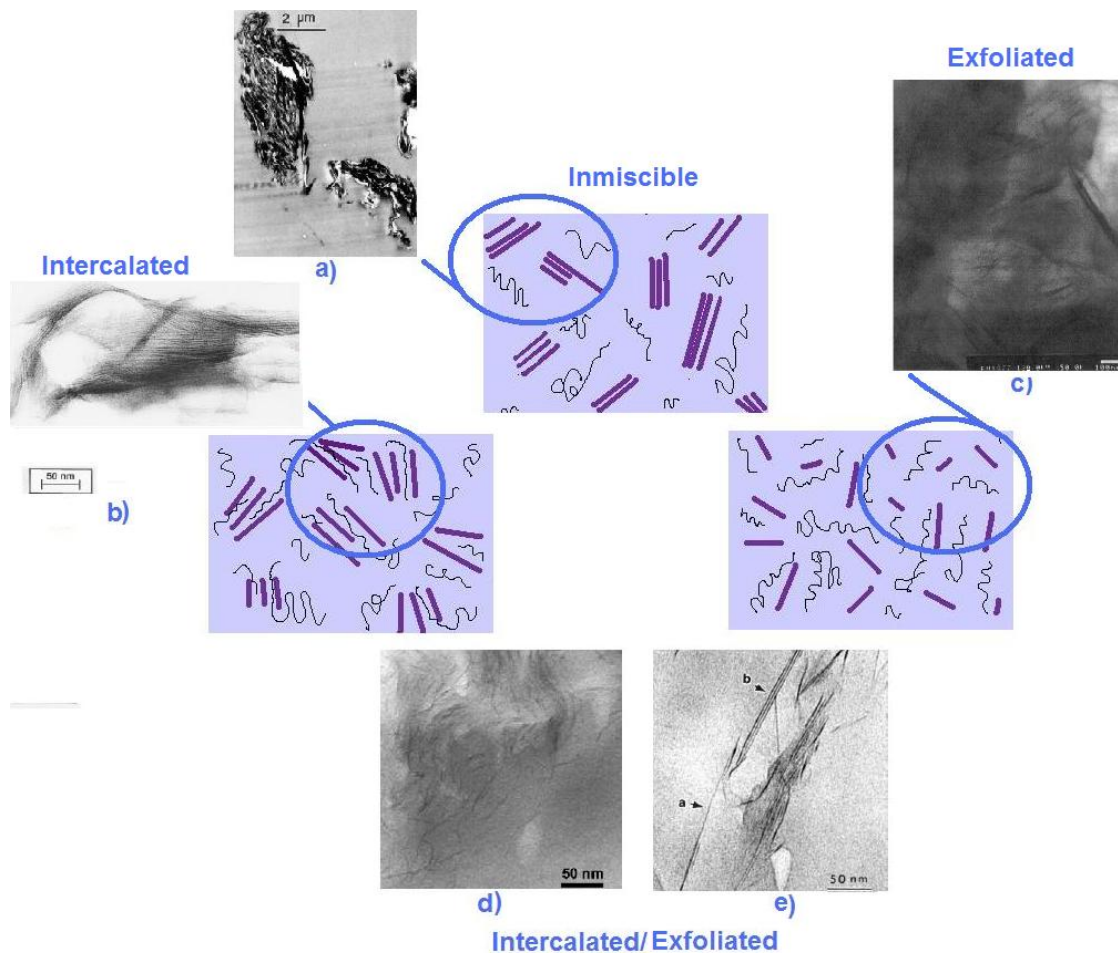 2 µm
Exfoliated
Inmiscible
a)
Intercalated
c)
50 nm
b)
b
a
50 nm
50 nm
d)
e)
Intercalated/ Exfoliated